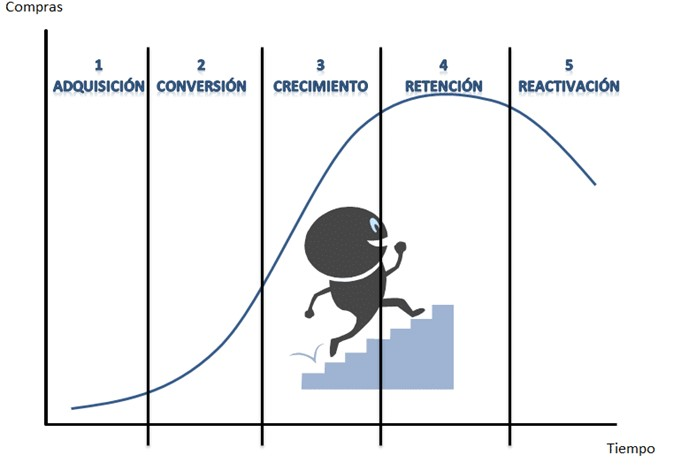 Compras
1
ADQUISICIÓN
2
CONVERSIÓN
3
CRECIMIENTO
4
RETENCIÓN
5
REACTIVACIÓN
Tiempo